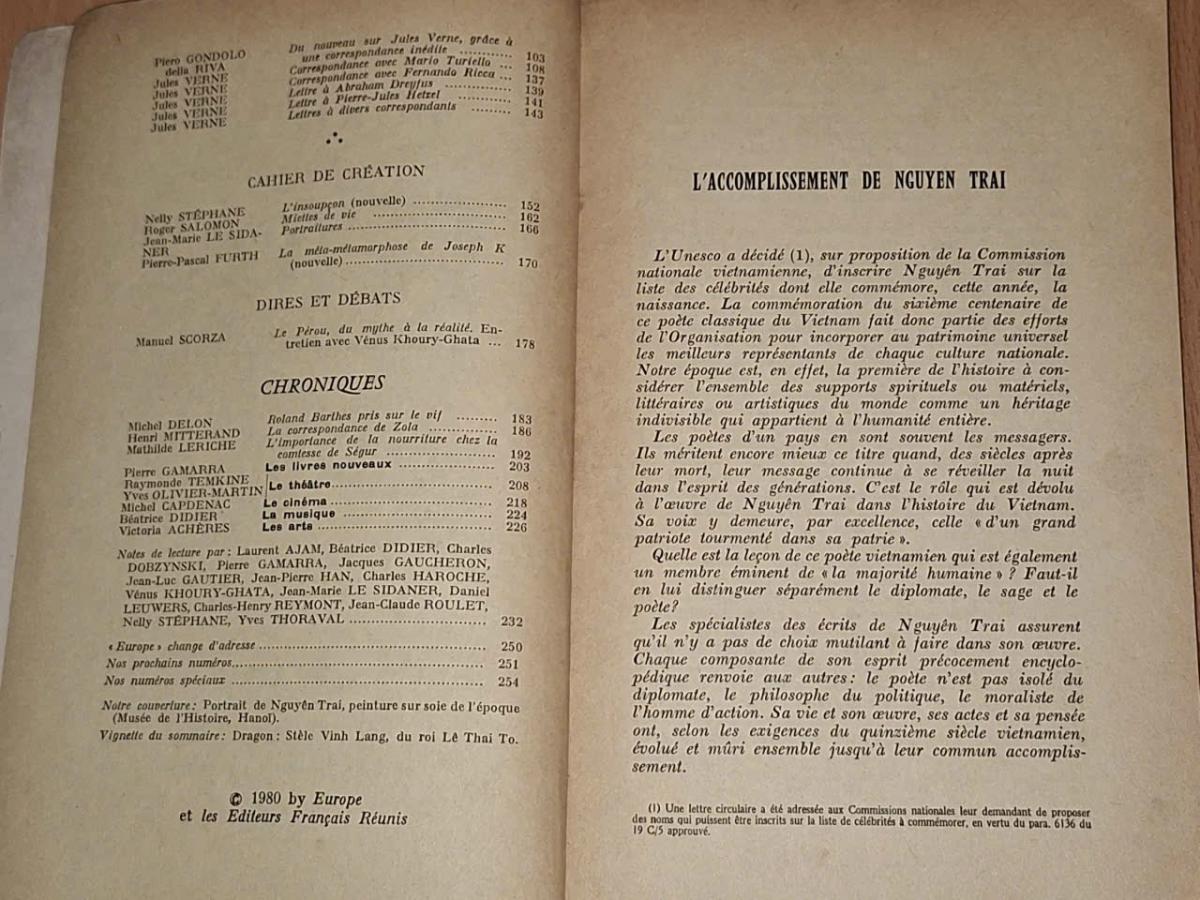 Piero GONDOLO
della RIVA
Du nouveau sur Jules Verne, grâce à
une correspondance inédite ............ 103
Jules VERNE Correspondance avec Mario Turiello ... 108
Jules VERNE Correspondance avec Fernando Ricca ... 137
Jules VERNE Lettre à Abraham Dreyfus .............. 139
Jules VERNE Lettre à Pierre-Jules Hetzel .......... 141
Jules VERNE Lettres à divers correspondants ........ 143
CAHIER DE CRÉATION
Nelly STÉPHANE L'insoupçon (nouvelle) ................ 152
Roger SALOMON Miettes de vie ...................... 162
Jean-Marie LE SIDA-
NER
Portraitures ........................ 166
Pierre-Pascal FURTH La méta-métamorphose de Joseph K
(nouvelle)........................ 170
DIRES ET DÉBATS
Manuel SCORZA Le Pérou, du mythe à la réalité. En-
tretien avec Vénus Khoury-Ghata ... 178
CHRONIQUES
Michel DELON Roland Barthes pris sur le vif ........ 183
Henri MITTERAND La correspondance de Zola .............. 186
Mathilde LERICHE L'importance de la nourriture chez la
comtesse de Ségur .................. 192
Pierre GAMARRA Les livres nouveaux .................. 203
Raymonde TEMKINE
Yves OLIVIER-MARTIN
Le théâtre............................ 208
Michel CAPDENAC Le cinéma............................ 218
Béatrice DIDIER La musique .......................... 224
Victoria ACHÈRES Les arts ............................ 226
Notes de lecture par : Laurent AJAM, Béatrice DIDIER, Charles
DOBZYNSKI, Pierre GAMARRA, Jacques GAUCHERON,
Jean-Luc GAUTIER, Jean-Pierre HAN, Charles HAROCHE,
Vénus KHOURY-GHATA, Jean-Marie LE SIDANER, Daniel
LEUWERS, Charles-Henry REYMONT, Jean-Claude ROULET,
Nelly STÉPHANE, Yves THORAVAL ...................... 232
« Europe » change d'adresse .................................. 250
Nos prochains numéros........................................ 251
Nos numéros spéciaux ........................................ 254
Notre couverture : Portrait de Nguyên Trai, peinture sur soie de l'époque
(Musée de l'Histoire, Hanoï).
Vignette du sommaire : Dragon : Stèle Vinh Lang, du roi Lê Thai To.
© 1980 by Europe
et les Editeurs Français Réunis
L'ACCOMPLISSEMENT DE NGUYEN TRAI
L'Unesco a décidé (1), sur proposition de la Commission
nationale vietnamienne, d'inscrire Nguyên Trai sur la
liste des célébrités dont elle commémore, cette année, la
naissance. La commémoration du sixième centenaire de
ce poète classique du Vietnam fait donc partie des efforts
de l'Organisation pour incorporer au patrimoine universel
les meilleurs représentants de chaque culture nationale.
Notre époque est, en effet, la première de l'histoire à con-
sidérer l'ensemble des supports spirituels ou matériels,
littéraires ou artistiques du monde comme un héritage
indivisible qui appartient à l'humanité entière.
Les poètes d'un pays en sont souvent les messagers.
Ils méritent encore mieux ce titre quand, des siècles après
leur mort, leur message continue à se réveiller la nuit
dans l'esprit des générations. C'est le rôle qui est dévolu
à l'œuvre de Nguyên Trai dans l'histoire du Vietnam.
Sa voix y demeure, par excellence, celle « d'un grand
patriote tourmenté dans sa patrie ».
Quelle est la leçon de ce poète vietnamien qui est également
un membre éminent de « la majorité humaine » ? Faut-il
en lui distinguer séparément le diplomate, le sage et le
poète?
Les spécialistes des écrits de Nguyên Trai assurent
qu'il n'y a pas de choix mutilant à faire dans son œuvre.
Chaque composante de son esprit précocement encyclo-
pédique renvoie aux autres : le poète n'est pas isolé du
diplomate, le philosophe du politique, le moraliste de
l'homme d'action. Sa vie et son œuvre, ses actes et sa pensée
ont, selon les exigences du quinzième siècle vietnamien,
évolué et mûri ensemble jusqu'à leur commun accomplis-
sement.
(1) Une lettre circulaire a été adressée aux Commissions nationales leur demandant de proposer
des noms qui puissent être inscrits sur la liste de célébrités à commémorer, en vertu du para. 6136 du
19 C/5 approuvé.